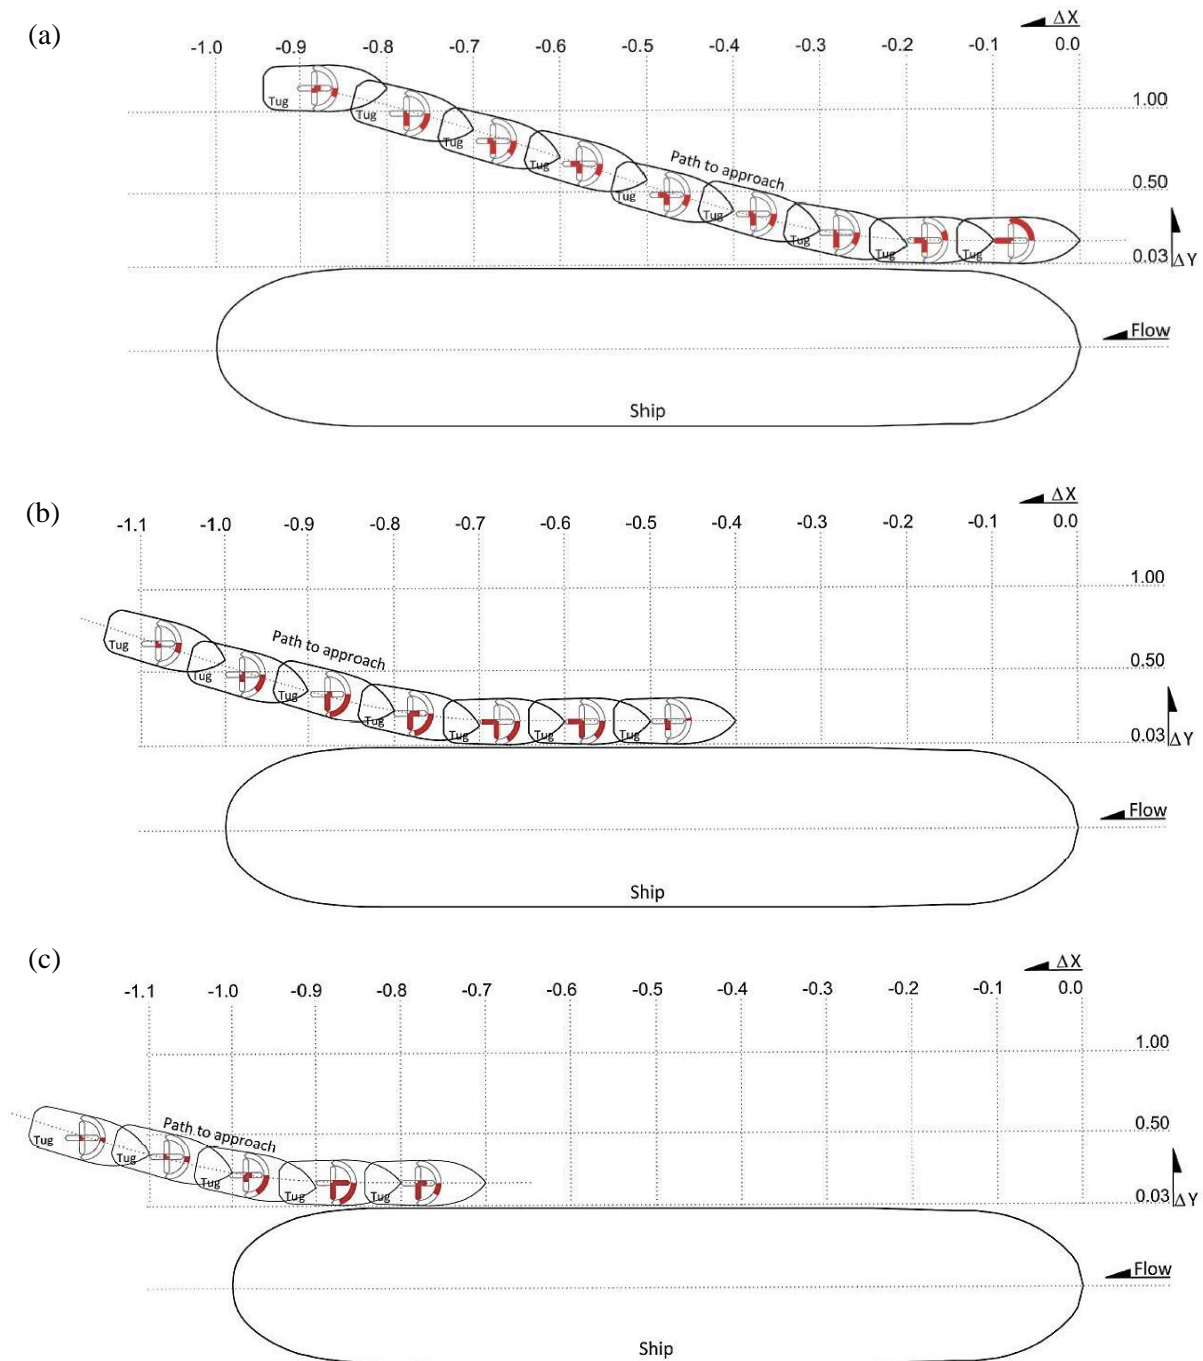 (a)
ΔX
-1.0 -0.9 -0.8 -0.7 -0.6 -0.5 -0.4 -0.3 -0.2 -0.1 0.0
Tug
1.00
Tug
Tug
Tug
Path to approach
0.50
Tug
Tug
Tug
Tug
Tug
0.03
ΔY
Flow
Ship
(b)
ΔX
-1.1 -1.0 -0.9 -0.8 -0.7 -0.6 -0.5 -0.4 -0.3 -0.2 -0.1 0.0
1.00
Path to approach
Tug
0.50
Tug
Tug
Tug
Tug
Tug
Tug
0.03
ΔY
Flow
Ship
(c)
ΔX
-1.1 -1.0 -0.9 -0.8 -0.7 -0.6 -0.5 -0.4 -0.3 -0.2 -0.1 0.0
1.00
Path to approach
0.50
Tug
Tug
Tug
Tug
Tug
0.03
ΔY
Flow
Ship